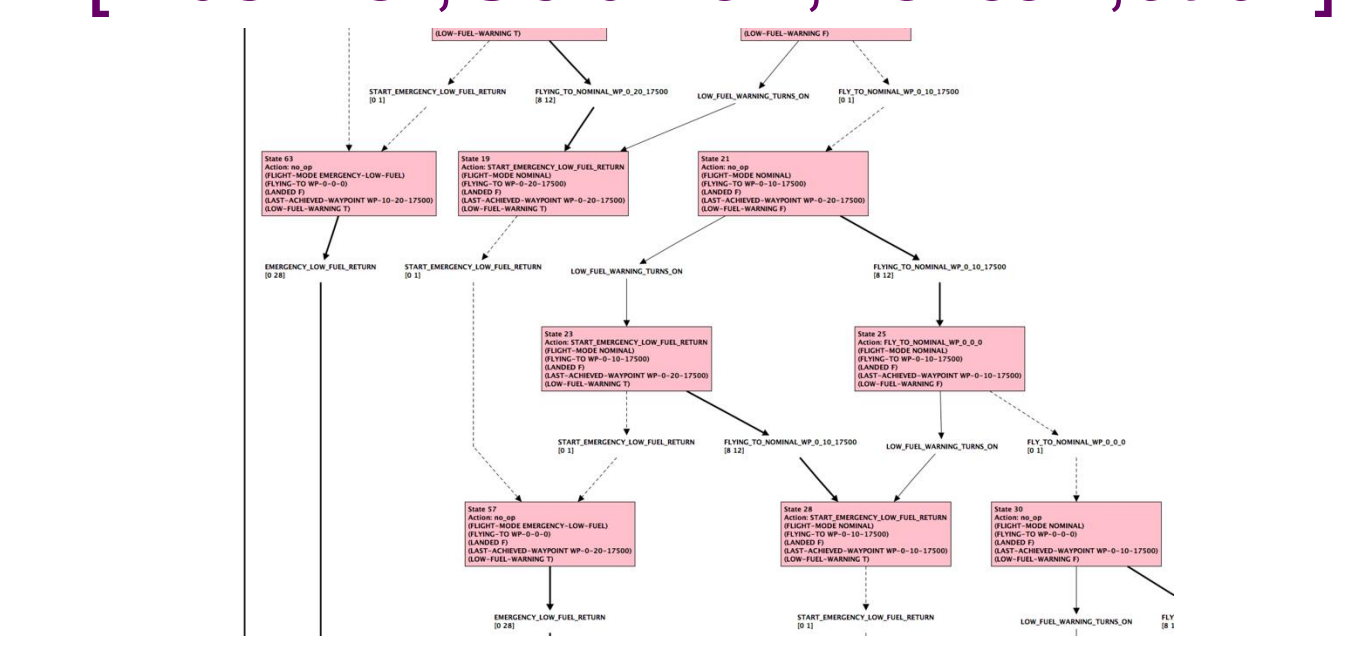 (LOW-FUEL-WARNING T)
(LOW-FUEL-WARNING F)
START_EMERGENCY_LOW_FUEL_RETURN
[0 1]
FLYING_TO_NOMINAL_WP_0_20_17500
[8 12]
LOW_FUEL_WARNING_TURNS_ON
FLY_TO_NOMINAL_WP_0_10_17500
[0 1]
State 63
Action: no_op
(FLIGHT-MODE EMERGENCY-LOW-FUEL)
(FLYING-TO WP-0-0-0)
(LANDED F)
(LAST-ACHIEVED-WAYPOINT WP-10-20-17500)
(LOW-FUEL-WARNING T)
State 19
Action: START_EMERGENCY_LOW_FUEL_RETURN
(FLIGHT-MODE NOMINAL)
(FLYING-TO WP-0-20-17500)
(LANDED F)
(LAST-ACHIEVED-WAYPOINT WP-0-20-17500)
(LOW-FUEL-WARNING T)
State 21
Action: no_op
(FLIGHT-MODE NOMINAL)
(FLYING-TO WP-0-10-17500)
(LANDED F)
(LAST-ACHIEVED-WAYPOINT WP-0-20-17500)
(LOW-FUEL-WARNING F)
EMERGENCY_LOW_FUEL_RETURN
[0 28]
START_EMERGENCY_LOW_FUEL_RETURN
[0 1]
LOW_FUEL_WARNING_TURNS_ON
FLYING_TO_NOMINAL_WP_0_10_17500
[8 12]
State 23
Action: START_EMERGENCY_LOW_FUEL_RETURN
(FLIGHT-MODE NOMINAL)
(FLYING-TO WP-0-10-17500)
(LANDED F)
(LAST-ACHIEVED-WAYPOINT WP-0-20-17500)
(LOW-FUEL-WARNING T)
State 25
Action: FLY_TO_NOMINAL_WP_0_0_0
(FLIGHT-MODE NOMINAL)
(FLYING-TO WP-0-10-17500)
(LANDED F)
(LAST-ACHIEVED-WAYPOINT WP-0-10-17500)
(LOW-FUEL-WARNING F)
START_EMERGENCY_LOW_FUEL_RETURN
[0 1]
FLYING_TO_NOMINAL_WP_0_10_17500
[8 12]
LOW_FUEL_WARNING_TURNS_ON
FLY_TO_NOMINAL_WP_0_0_0
[0 1]
State 57
Action: no_op
(FLIGHT-MODE EMERGENCY-LOW-FUEL)
(FLYING-TO WP-0-0-0)
(LANDED F)
(LAST-ACHIEVED-WAYPOINT WP-0-20-17500)
(LOW-FUEL-WARNING T)
State 28
Action: START_EMERGENCY_LOW_FUEL_RETURN
(FLIGHT-MODE NOMINAL)
(FLYING-TO WP-0-10-17500)
(LANDED F)
(LAST-ACHIEVED-WAYPOINT WP-0-10-17500)
(LOW-FUEL-WARNING T)
State 30
Action: no_op
(FLIGHT-MODE NOMINAL)
(FLYING-TO WP-0-0-0)
(LANDED F)
(LAST-ACHIEVED-WAYPOINT WP-0-10-17500)
(LOW-FUEL-WARNING F)
EMERGENCY_LOW_FUEL_RETURN
[0 28]
START_EMERGENCY_LOW_FUEL_RETURN
[0 1]
LOW_FUEL_WARNING_TURNS_ON
FLY
[8 1